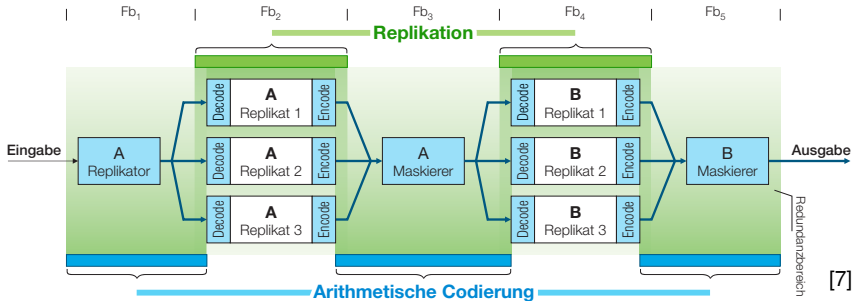 Fb₁ Fb₂ Fb₃ Fb₄ Fb₅
Replikation
Decode A Replikat 1 Encode
Decode B Replikat 1 Encode
Eingabe
A
Replikator
Decode A Replikat 2 Encode
A
Maskierer
Decode B Replikat 2 Encode
B
Maskierer
Ausgabe
Decode A Replikat 3 Encode
Decode B Replikat 3 Encode
Redundanzbereich
[7]
Arithmetische Codierung